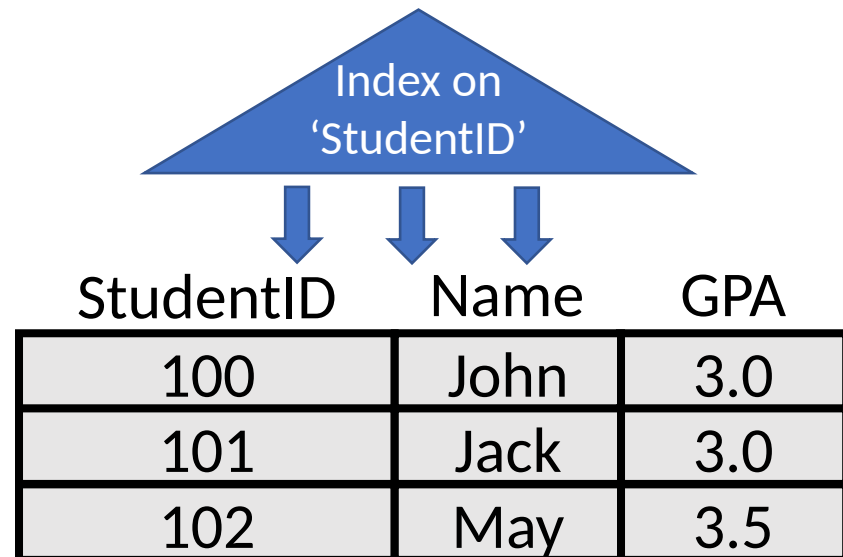 Index on
‘StudentID’
StudentID Name GPA
100 John 3.0
101 Jack 3.0
102 May 3.5